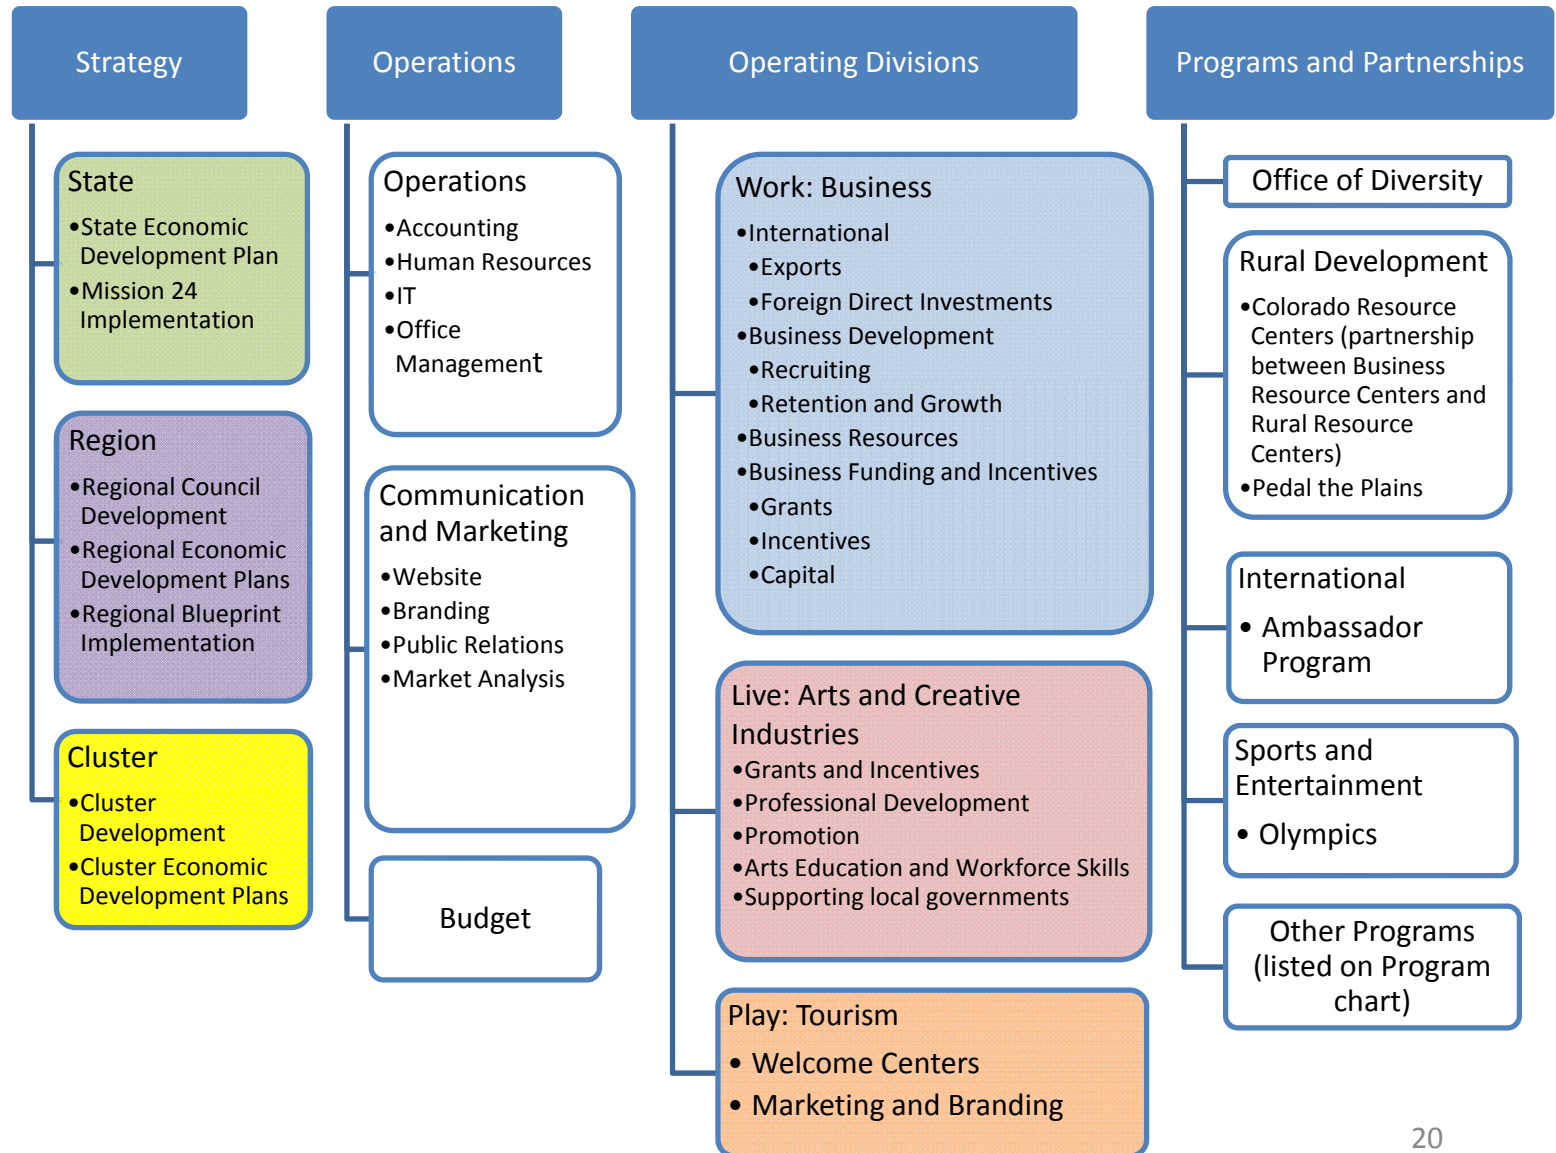 Strategy
State
•State Economic
Development Plan
•Mission 24
Implementation
Region
•Regional Council
Development
•Regional Economic
Development Plans
•Regional Blueprint
Implementation
Cluster
•Cluster
Development
•Cluster Economic
Development Plans
Operations
Operations
•Accounting
•Human Resources
•IT
•Office
Management
Communication
and Marketing
•Website
•Branding
•Public Relations
•Market Analysis
Budget
Operating Divisions
Work: Business
•International
•Exports
•Foreign Direct Investments
•Business Development
•Recruiting
•Retention and Growth
•Business Resources
•Business Funding and Incentives
•Grants
•Incentives
•Capital
Live: Arts and Creative
Industries
•Grants and Incentives
•Professional Development
•Promotion
•Arts Education and Workforce Skills
•Supporting local governments
Play: Tourism
• Welcome Centers
• Marketing and Branding
Programs and Partnerships
Office of Diversity
Rural Development
•Colorado Resource
Centers (partnership
between Business
Resource Centers and
Rural Resource
Centers)
•Pedal the Plains
International
• Ambassador
Program
Sports and
Entertainment
• Olympics
Other Programs
(listed on Program
chart)
20